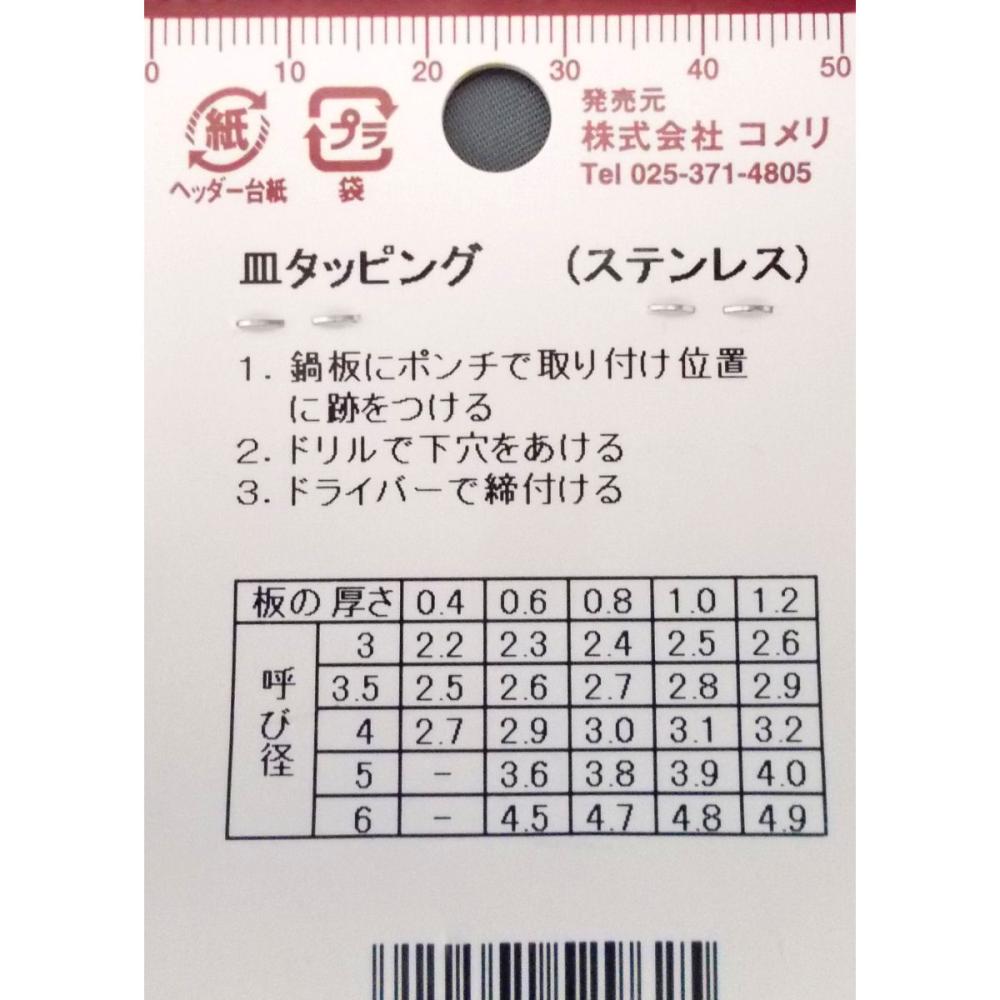 0 10 20 30 40 50
紙 プラ
ヘッダー台紙 袋
発売元
株式会社 コメリ
Tel 025-371-4805
皿タッピング (ステンレス)
1. 鍋板にポンチで取り付け位置
に跡をつける
2. ドリルで下穴をあける
3. ドライバーで締付ける
板の厚さ 0.4 0.6 0.8 1.0 1.2
呼び径
3 2.2 2.3 2.4 2.5 2.6
3.5 2.5 2.6 2.7 2.8 2.9
4 2.7 2.9 3.0 3.1 3.2
5 - 3.6 3.8 3.9 4.0
6 - 4.5 4.7 4.8 4.9